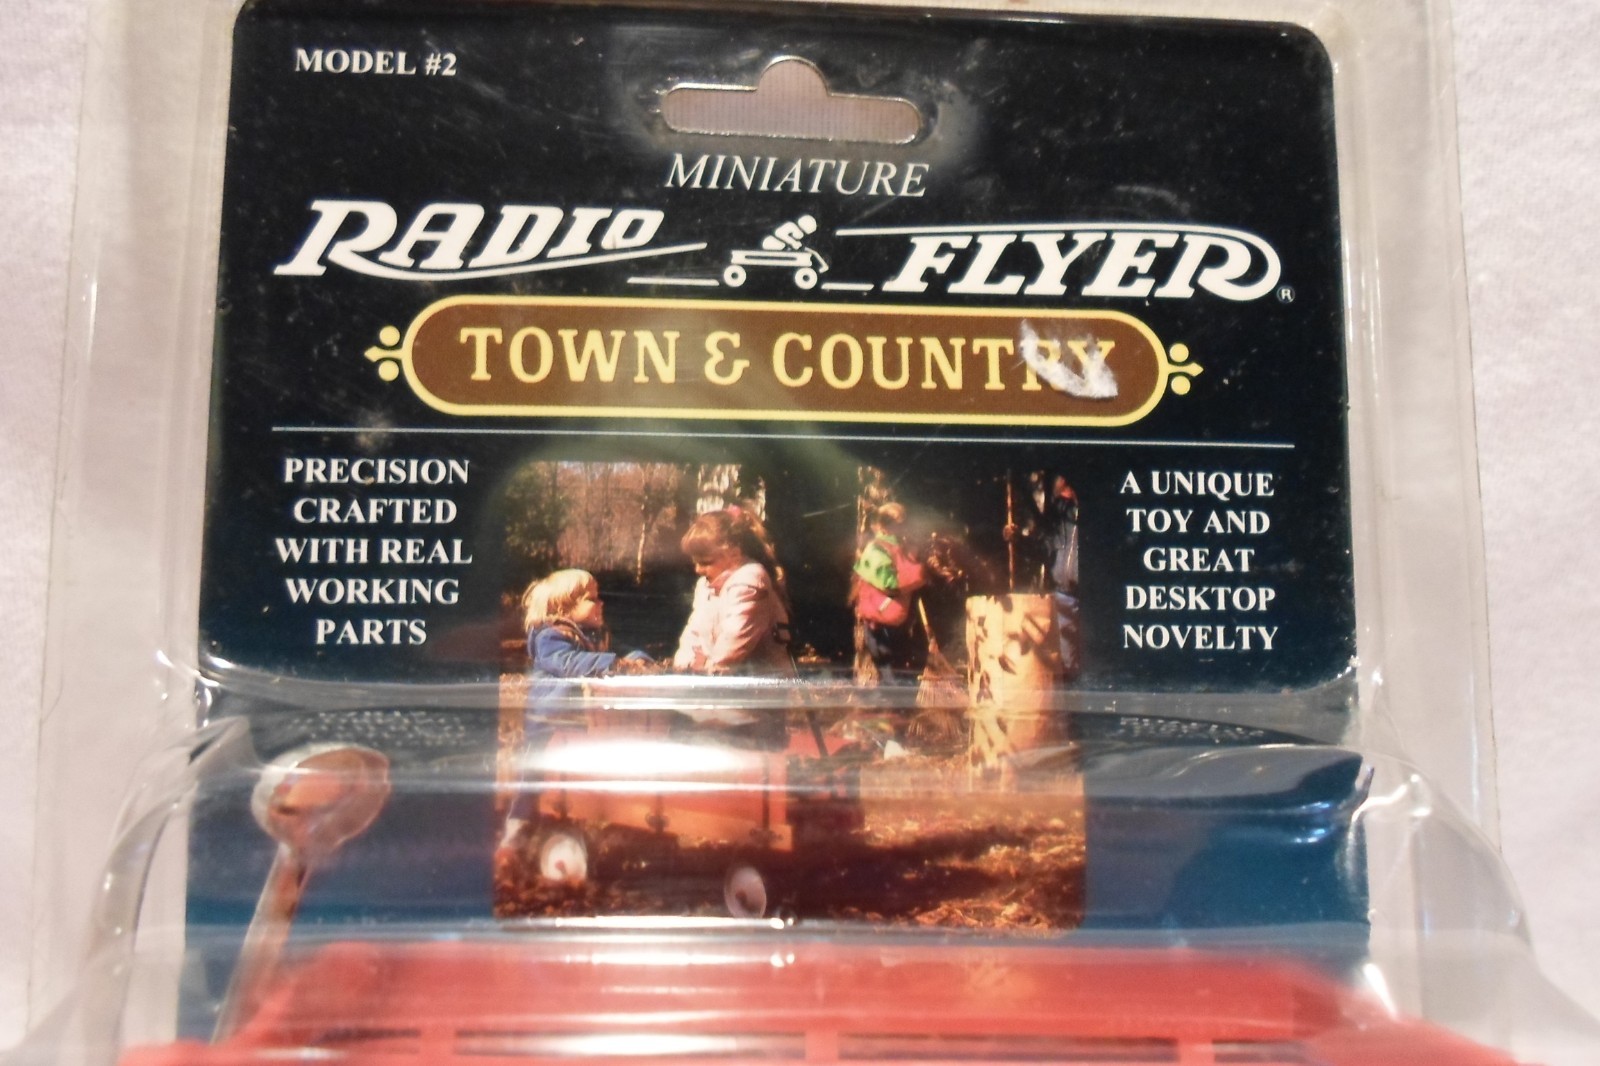 MODEL #2
MINIATURE
RADIO FLYER®
TOWN & COUNTRY
PRECISION
CRAFTED
WITH REAL
WORKING
PARTS
A UNIQUE
TOY AND
GREAT
DESKTOP
NOVELTY